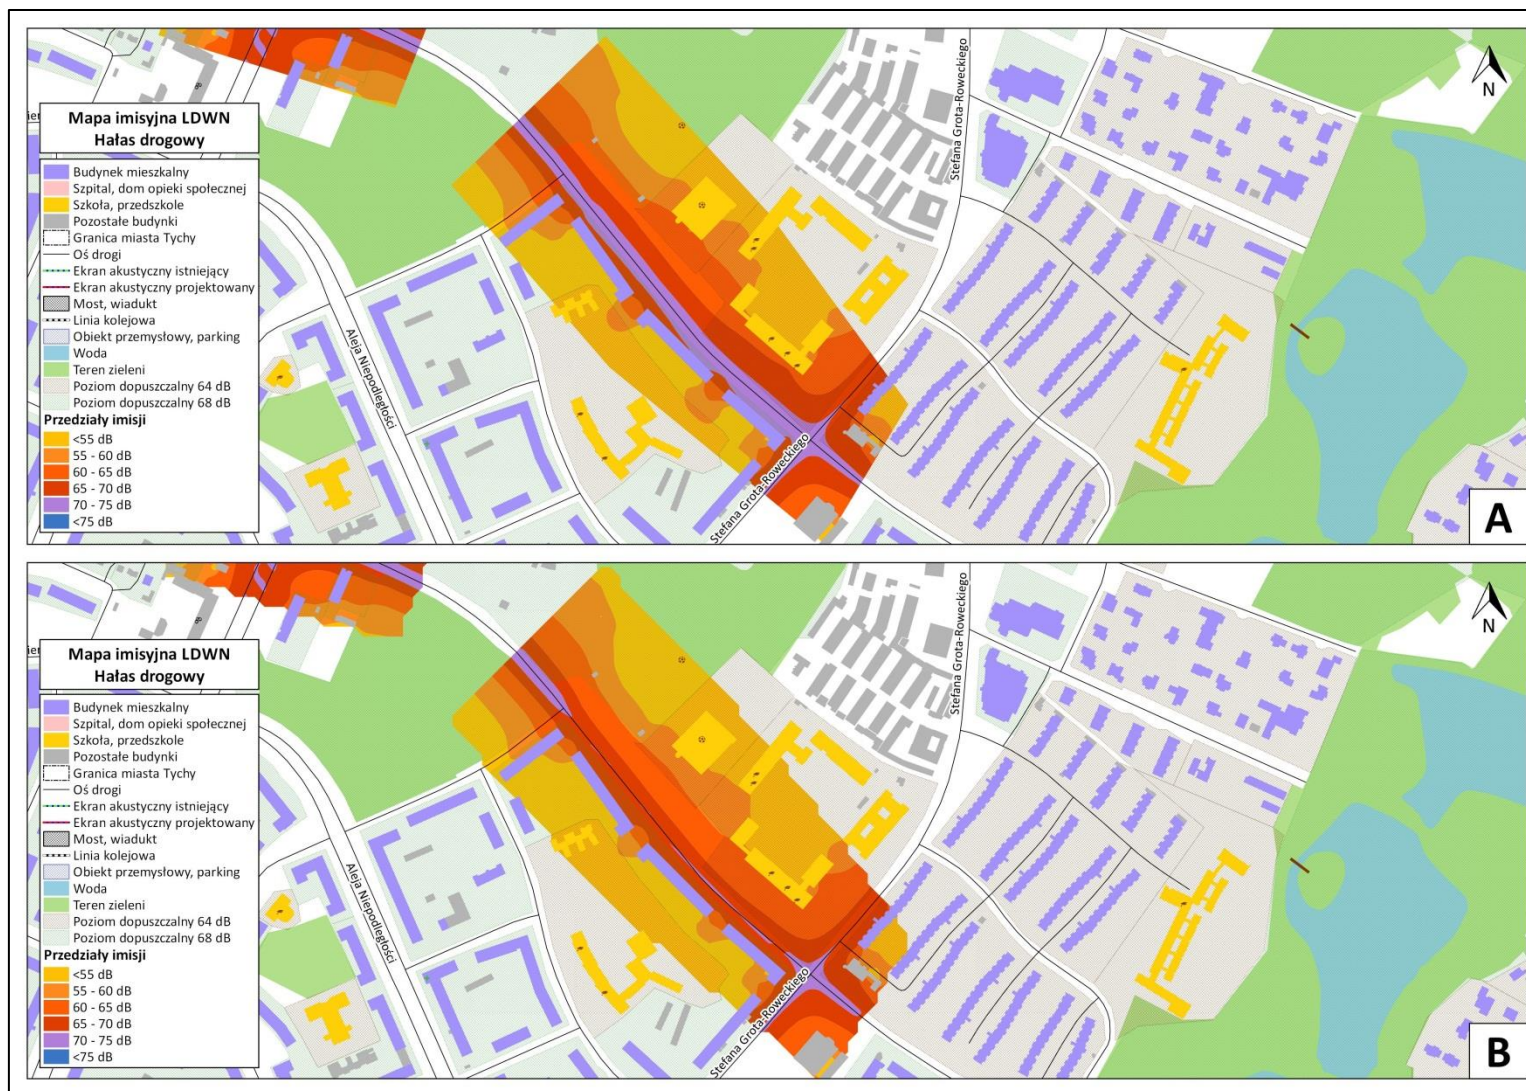 Mapa imisyjna LDWN
Hałas drogowy
Budynek mieszkalny
Szpital, dom opieki społecznej
Szkoła, przedszkole
Pozostałe budynki
Granica miasta Tychy
Oś drogi
Ekran akustyczny istniejący
Ekran akustyczny projektowany
Most, wiadukt
Linia kolejowa
Obiekt przemysłowy, parking
Woda
Teren zieleni
Poziom dopuszczalny 64 dB
Poziom dopuszczalny 68 dB
Przedziały imisji
<55 dB
55 - 60 dB
60 - 65 dB
65 - 70 dB
70 - 75 dB
<75 dB
Aleja Niepodległości
Stefana Grota-Roweckiego
Stefana Grota-Roweckiego
N
A
Mapa imisyjna LDWN
Hałas drogowy
Budynek mieszkalny
Szpital, dom opieki społecznej
Szkoła, przedszkole
Pozostałe budynki
Granica miasta Tychy
Oś drogi
Ekran akustyczny istniejący
Ekran akustyczny projektowany
Most, wiadukt
Linia kolejowa
Obiekt przemysłowy, parking
Woda
Teren zieleni
Poziom dopuszczalny 64 dB
Poziom dopuszczalny 68 dB
Przedziały imisji
<55 dB
55 - 60 dB
60 - 65 dB
65 - 70 dB
70 - 75 dB
<75 dB
Aleja Niepodległości
Stefana Grota-Roweckiego
Stefana Grota-Roweckiego
N
B